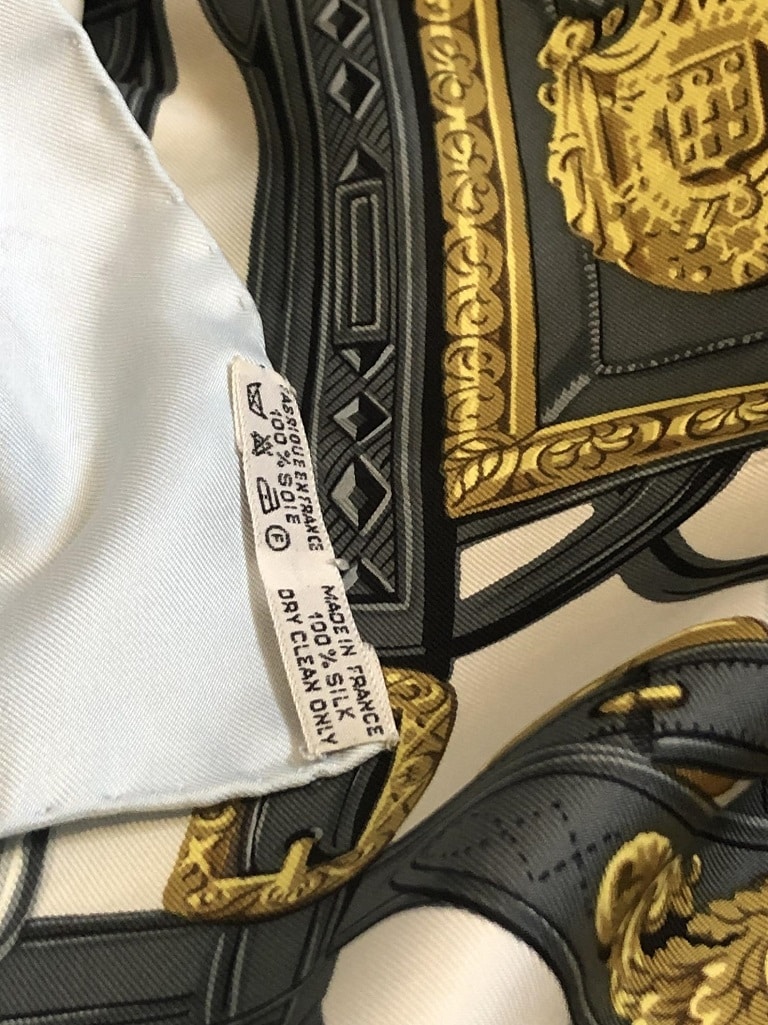 FABRIQUE EN FRANCE
100 % SOIE
F
MADE IN FRANCE
100 % SILK
DRY CLEAN ONLY